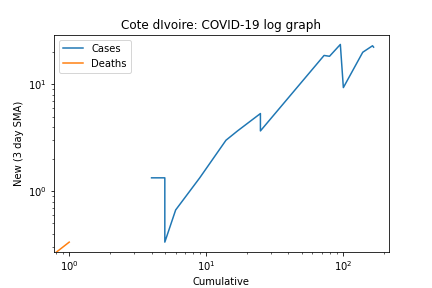 Cote dIvoire: COVID-19 log graph
Cases
Deaths
New (3 day SMA)
10¹
10⁰
10⁰ 10¹ 10²
Cumulative